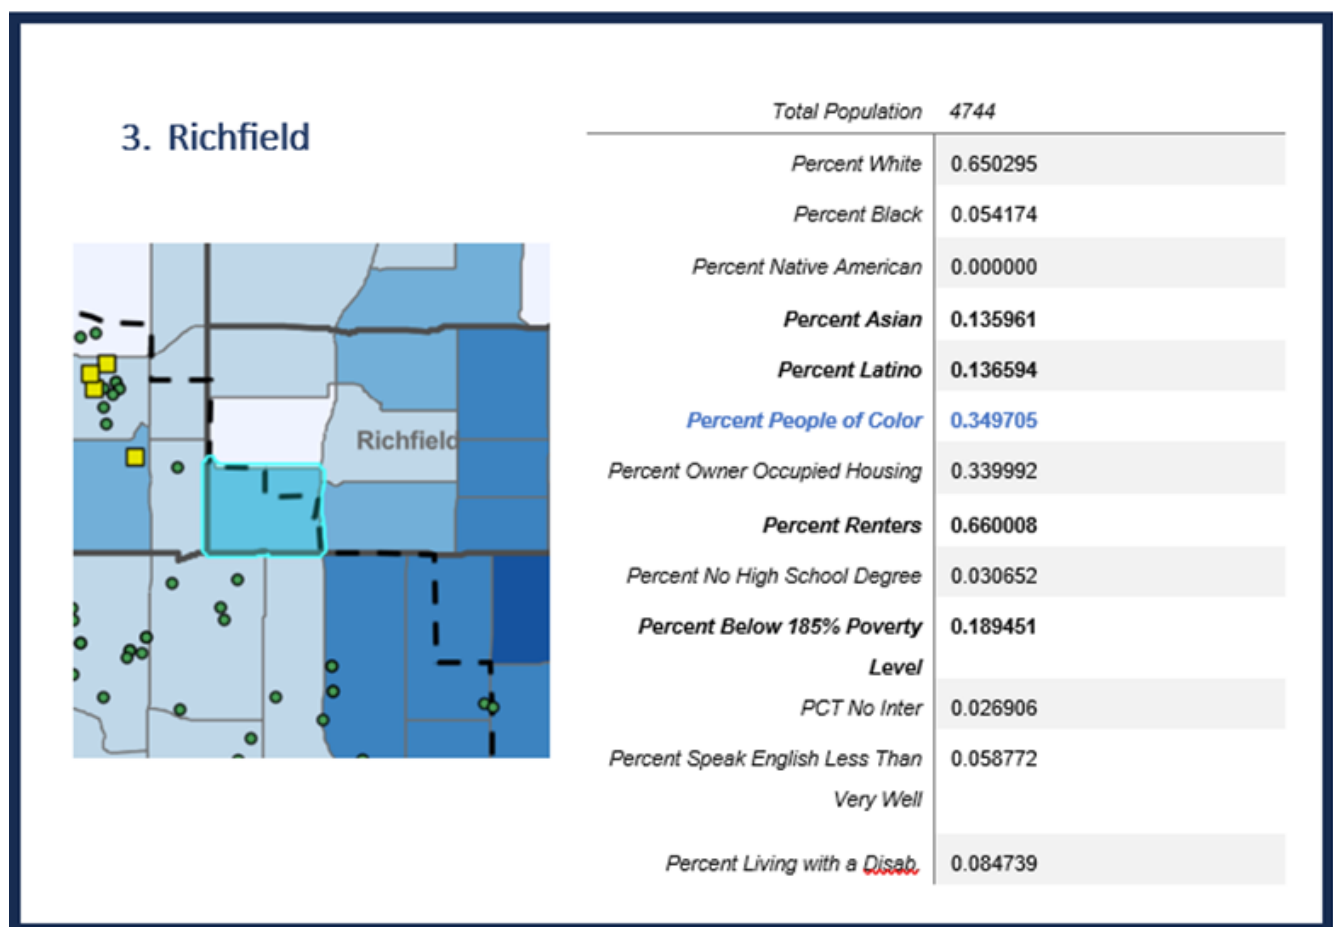 3. Richfield
Richfield
Total Population 4744
Percent White 0.650295
Percent Black 0.054174
Percent Native American 0.000000
Percent Asian 0.135961
Percent Latino 0.136594
Percent People of Color 0.349705
Percent Owner Occupied Housing 0.339992
Percent Renters 0.660008
Percent No High School Degree 0.030652
Percent Below 185% Poverty 0.189451
Level
PCT No Inter 0.026906
Percent Speak English Less Than 0.058772
Very Well
Percent Living with a Disab. 0.084739